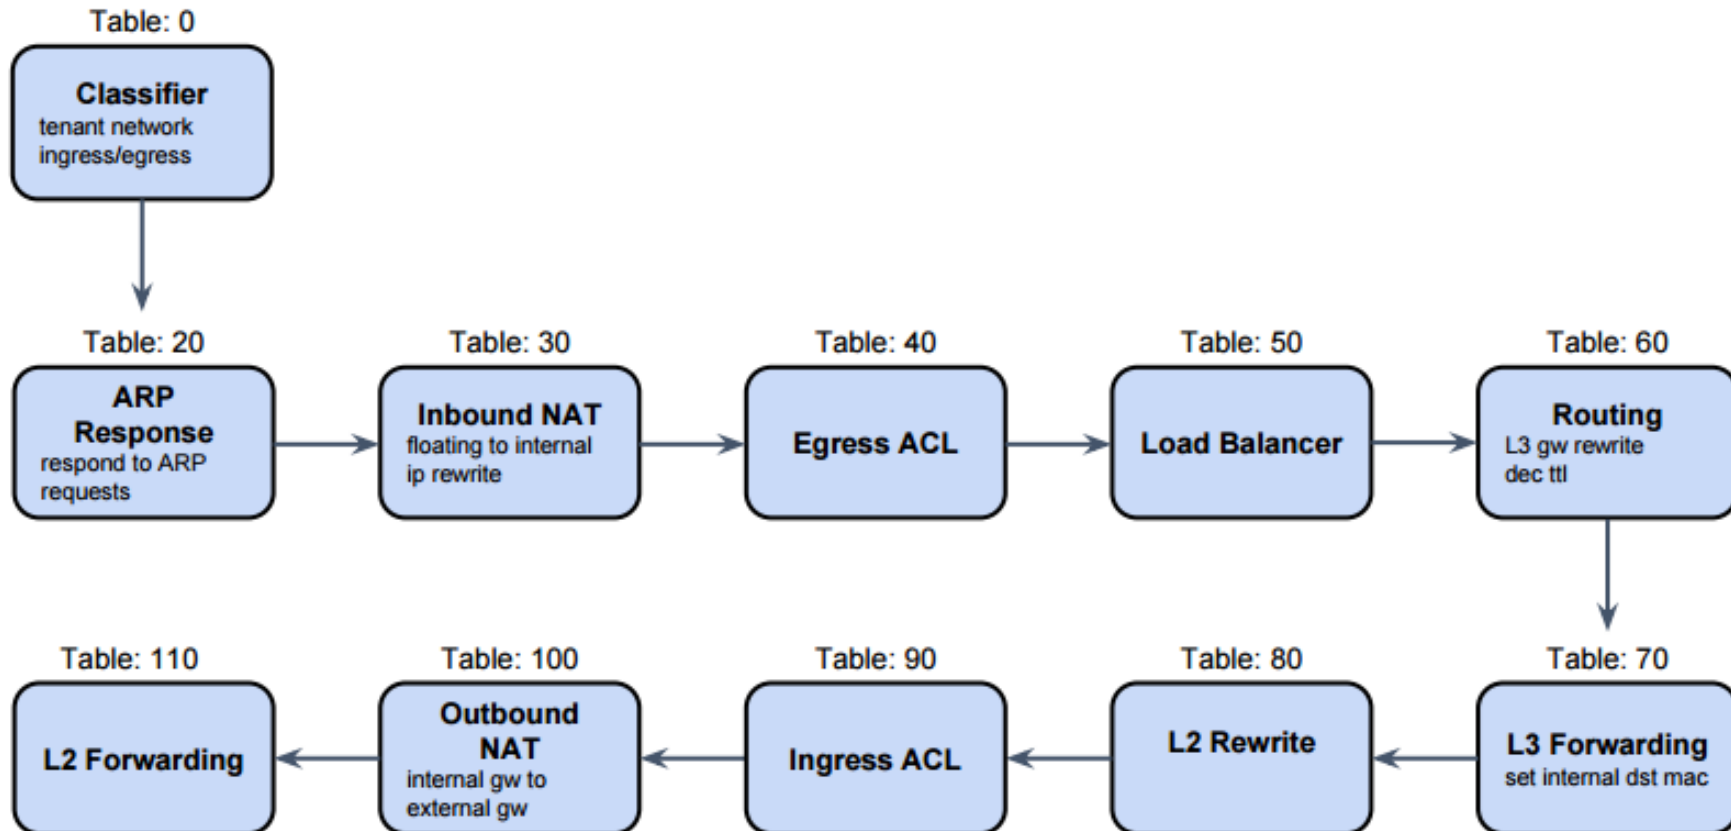 Table: 0
Classifier
tenant network
ingress/egress
Table: 20
ARP
Response
respond to ARP
requests
Table: 30
Inbound NAT
floating to internal
ip rewrite
Table: 40
Egress ACL
Table: 50
Load Balancer
Table: 60
Routing
L3 gw rewrite
dec ttl
Table: 110
L2 Forwarding
Table: 100
Outbound
NAT
internal gw to
external gw
Table: 90
Ingress ACL
Table: 80
L2 Rewrite
Table: 70
L3 Forwarding
set internal dst mac